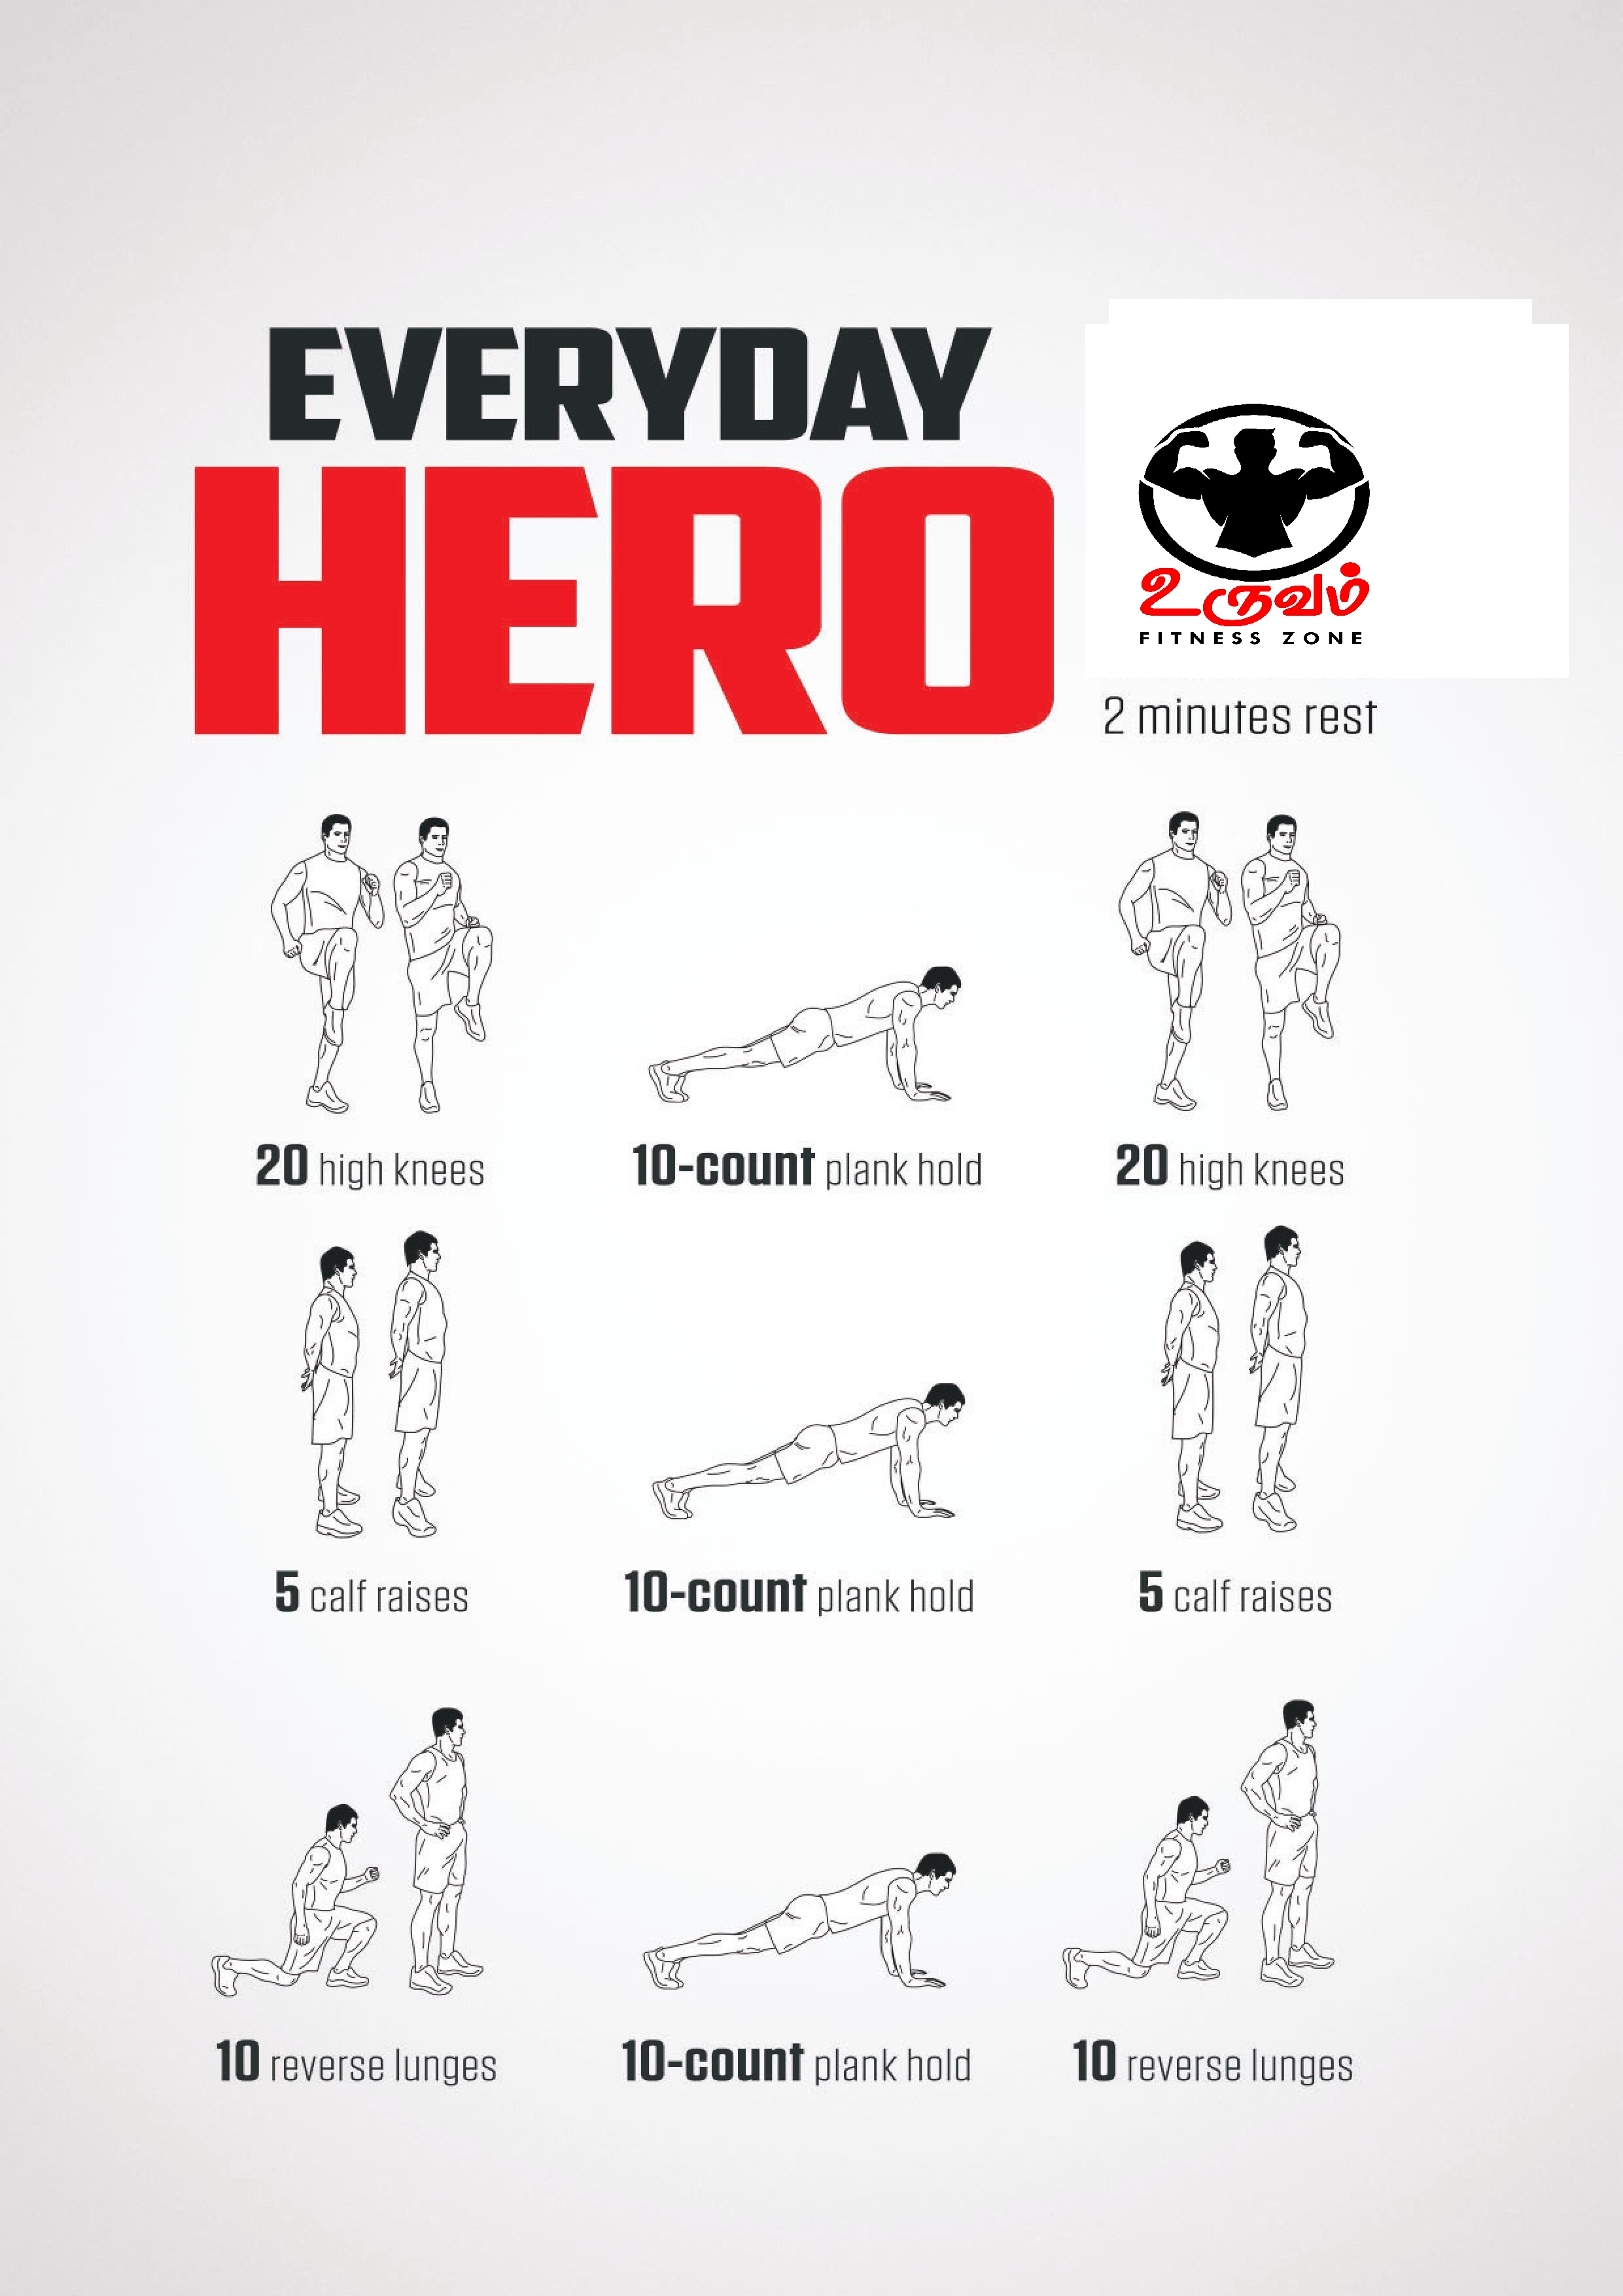 EVERYDAY
HERO
உருவம்
FITNESS ZONE
2 minutes rest
20 high knees
10-count plank hold
20 high knees
5 calf raises
10-count plank hold
5 calf raises
10 reverse lunges
10-count plank hold
10 reverse lunges